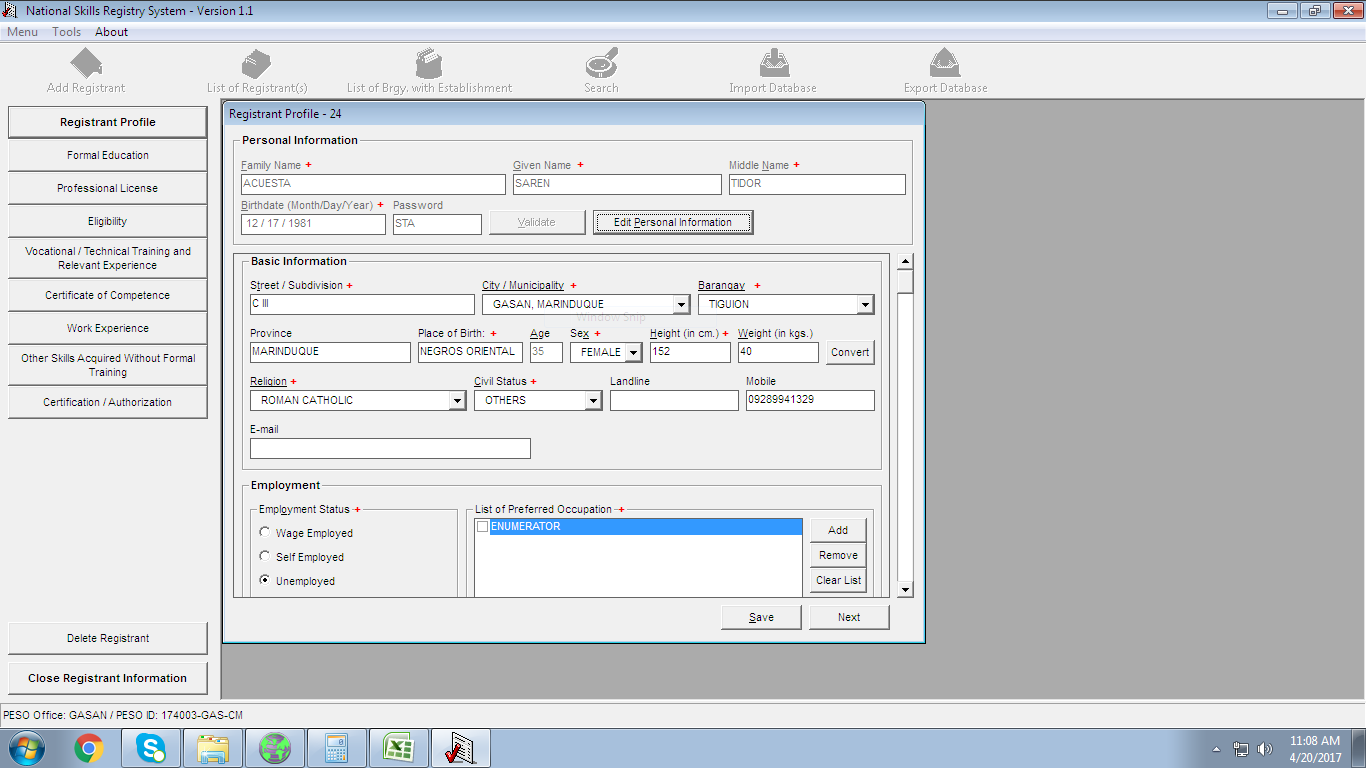 National Skills Registry System - Version 1.1
Menu Tools About
Add Registrant List of Registrant(s) List of Brgy. with Establishment Search Import Database Export Database
Registrant Profile
Formal Education
Professional License
Eligibility
Vocational / Technical Training and
Relevant Experience
Certificate of Competence
Work Experience
Other Skills Acquired Without Formal
Training
Certification / Authorization
Delete Registrant
Close Registrant Information
Registrant Profile - 24
Personal Information
Family Name + Given Name + Middle Name +
ACUESTA SAREN TIDOR
Birthdate (Month/Day/Year) + Password
12 / 17 / 1981 STA Validate Edit Personal Information
Basic Information
Street / Subdivision + City / Municipality + Barangay +
C III GASAN, MARINDUQUE TIGUION
Window Snip
Province Place of Birth: + Age Sex + Height (in cm.) + Weight (in kgs.)
MARINDUQUE NEGROS ORIENTAL 35 FEMALE 152 40 Convert
Religion + Civil Status + Landline Mobile
ROMAN CATHOLIC OTHERS 09289941329
E-mail
Employment
Employment Status + List of Preferred Occupation +
Wage Employed ENUMERATOR Add
Self Employed Remove
Unemployed Clear List
Save Next
PESO Office: GASAN / PESO ID: 174003-GAS-CM
11:08 AM
4/20/2017